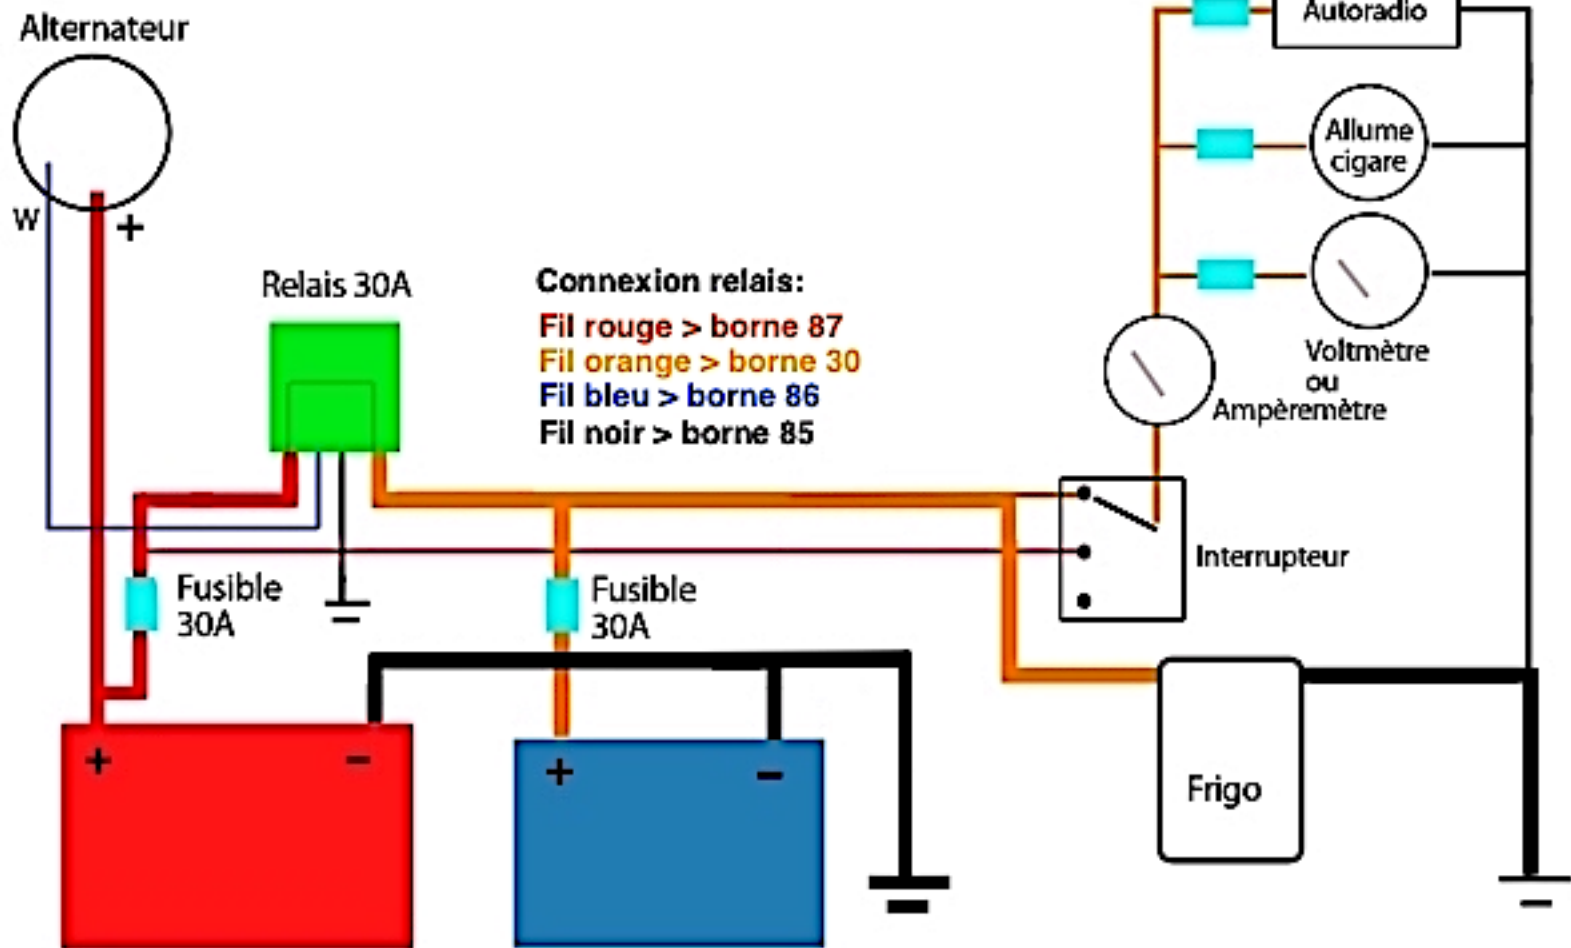 Autoradio
Alternateur
Allume
cigare
W
+
Relais 30A
Connexion relais:
Fil rouge > borne 87
Fil orange > borne 30
Fil bleu > borne 86
Fil noir > borne 85
Voltmètre
ou
Ampèremètre
Interrupteur
Fusible
30A
Fusible
30A
+
−
+
−
Frigo